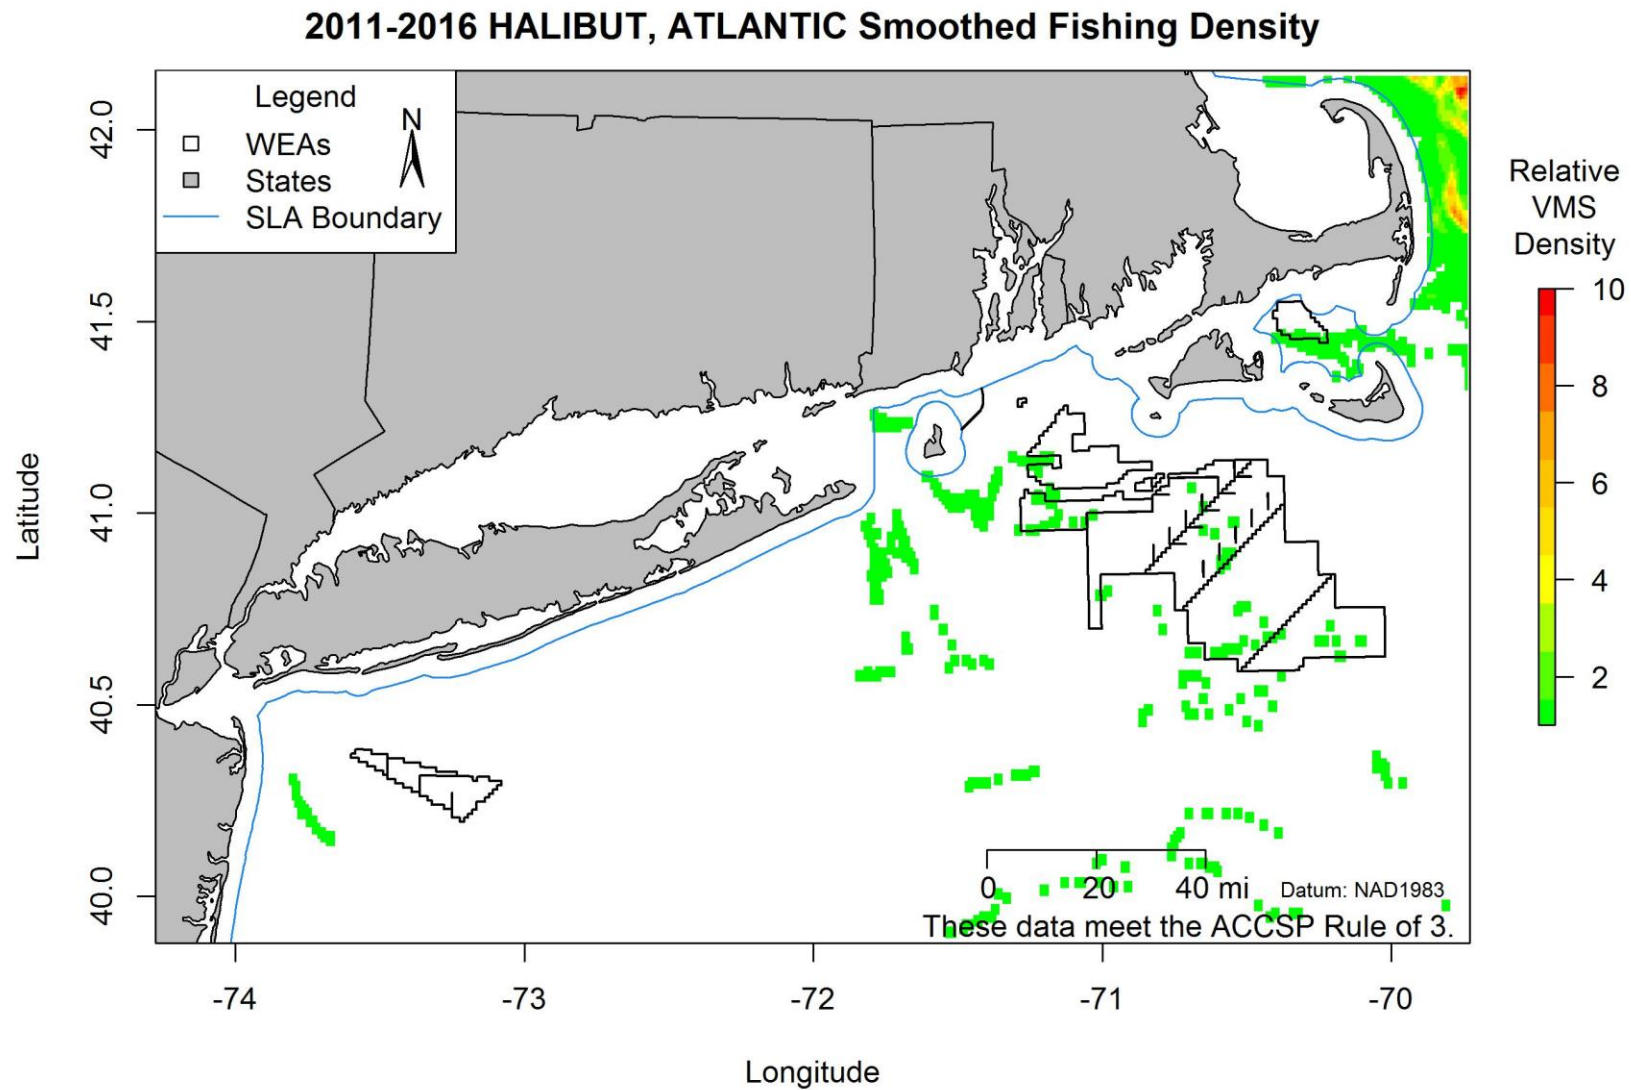 2011-2016 HALIBUT, ATLANTIC Smoothed Fishing Density
Legend
WEAs
States
SLA Boundary
N
Relative
VMS
Density
10
8
6
4
2
Latitude
42.0
41.5
41.0
40.5
40.0
0 20 40 mi
Datum: NAD1983
These data meet the ACCSP Rule of 3.
-74 -73 -72 -71 -70
Longitude